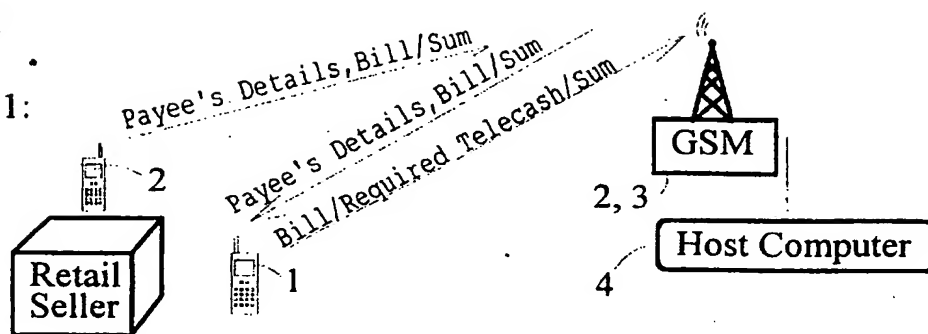 1:
Payee's Details,Bill/Sum
Payee's Details,Bill/Sum
Bill/Required Telecash/Sum
2
GSM
2, 3
Retail
Seller
1
Host Computer
4